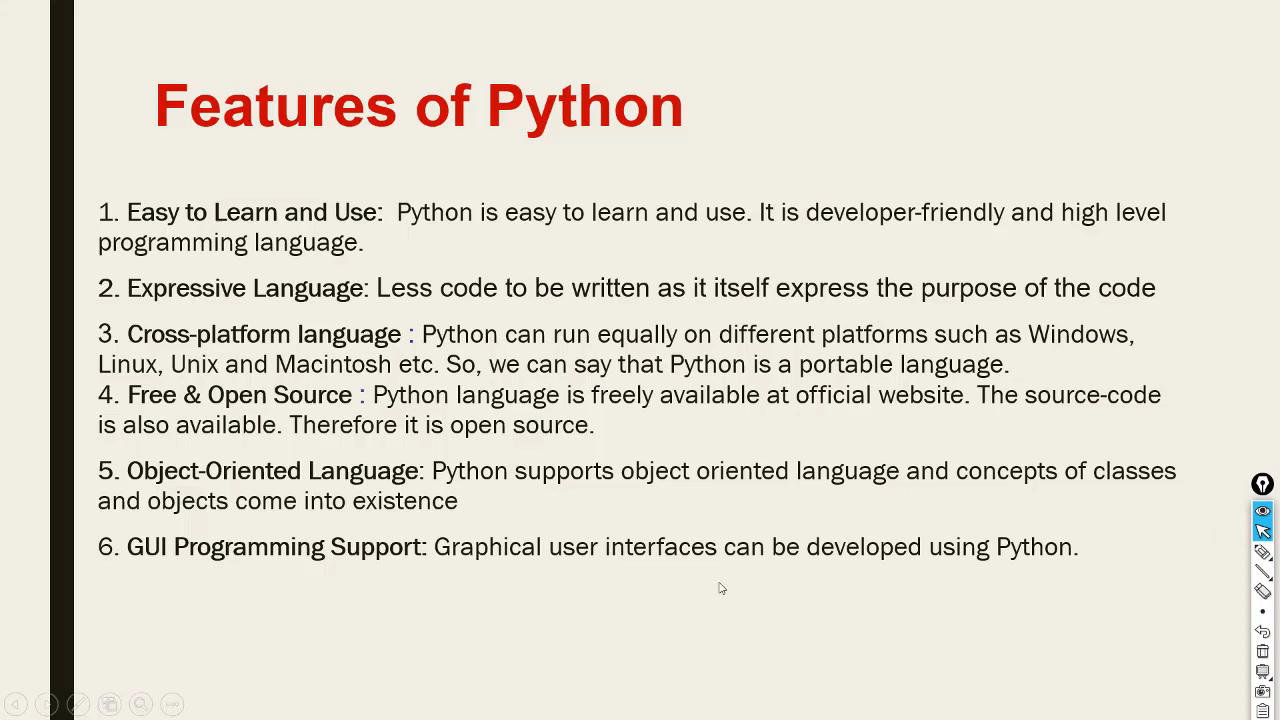 Features of Python
1. Easy to Learn and Use:  Python is easy to learn and use. It is developer-friendly and high level
programming language.
2. Expressive Language: Less code to be written as it itself express the purpose of the code
3. Cross-platform language : Python can run equally on different platforms such as Windows,
Linux, Unix and Macintosh etc. So, we can say that Python is a portable language.
4. Free & Open Source : Python language is freely available at official website. The source-code
is also available. Therefore it is open source.
5. Object-Oriented Language: Python supports object oriented language and concepts of classes
and objects come into existence
6. GUI Programming Support: Graphical user interfaces can be developed using Python.